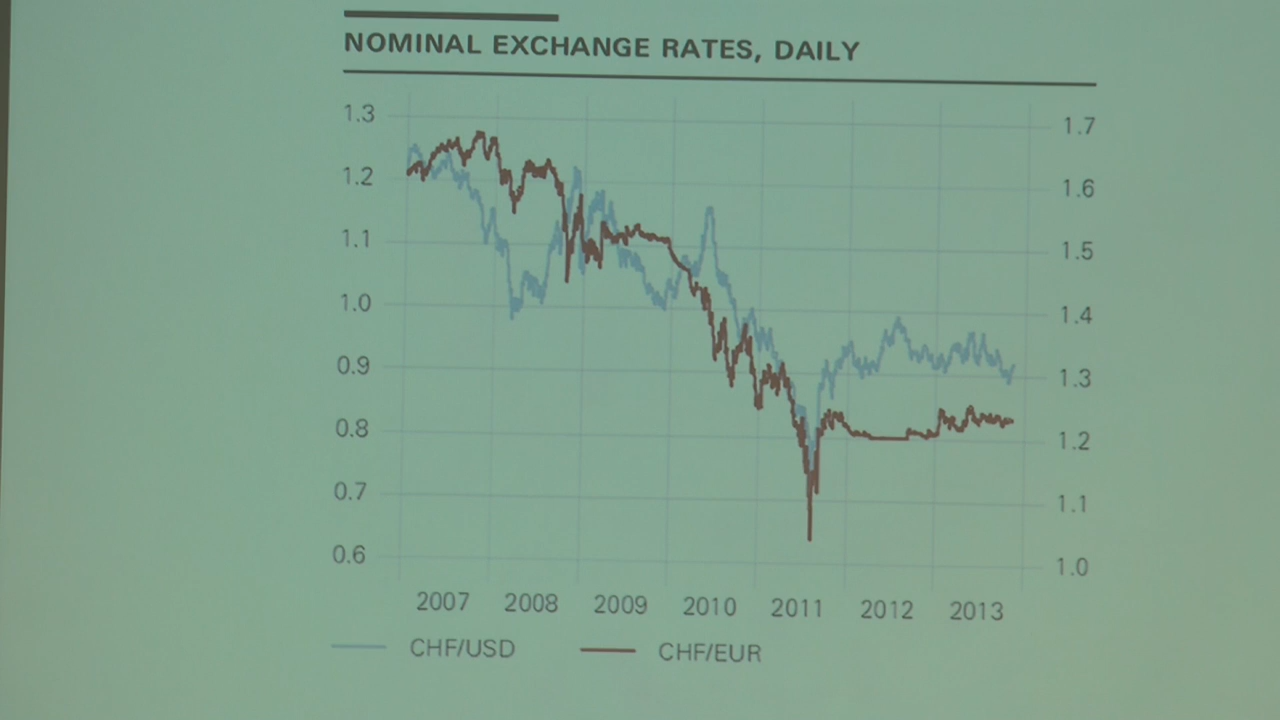 NOMINAL EXCHANGE RATES, DAILY
1.3 1.7
1.2 1.6
1.1 1.5
1.0 1.4
0.9 1.3
0.8 1.2
0.7 1.1
0.6 1.0
2007 2008 2009 2010 2011 2012 2013
CHF/USD CHF/EUR